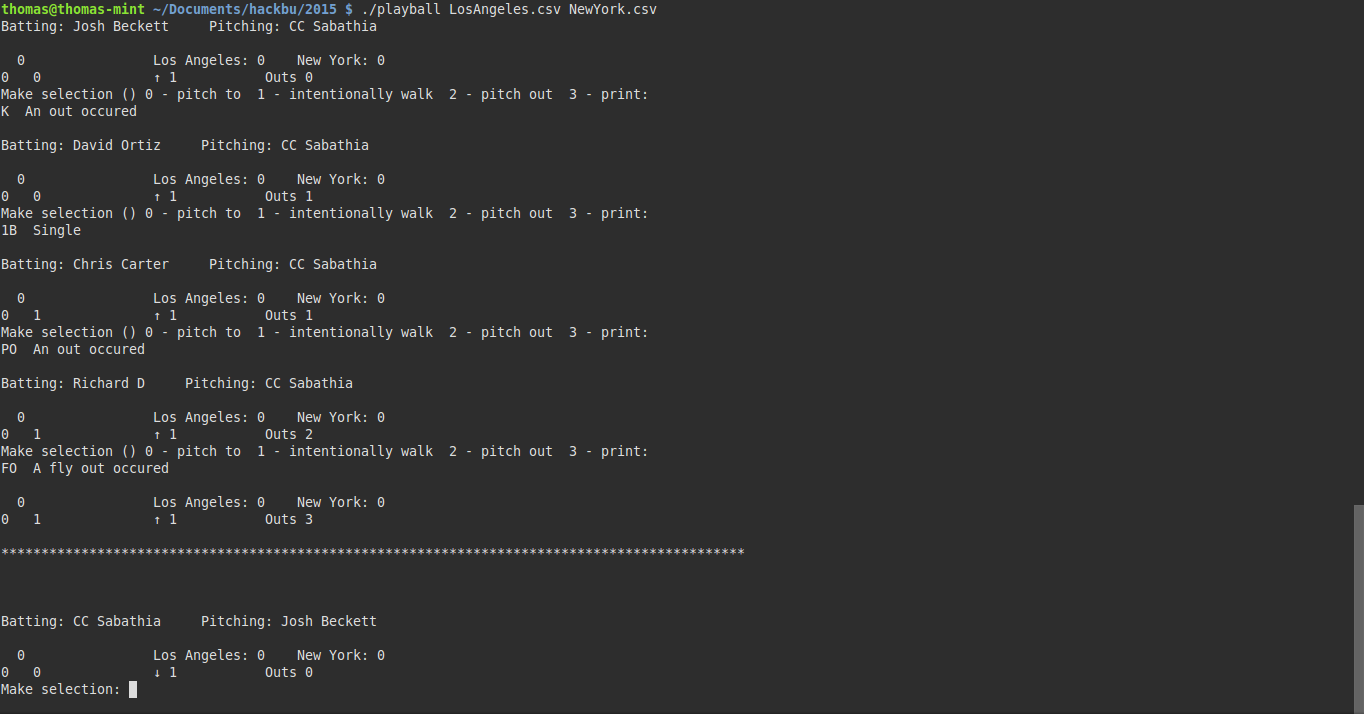 thomas@thomas-mint ~/Documents/hackbu/2015 $ ./playball LosAngeles.csv NewYork.csv
Batting: Josh Beckett     Pitching: CC Sabathia
  0                Los Angeles: 0    New York: 0
0   0              ↑ 1           Outs 0
Make selection () 0 - pitch to  1 - intentionally walk  2 - pitch out  3 - print:
K  An out occured
Batting: David Ortiz     Pitching: CC Sabathia
  0                Los Angeles: 0    New York: 0
0   0              ↑ 1           Outs 1
Make selection () 0 - pitch to  1 - intentionally walk  2 - pitch out  3 - print:
1B  Single
Batting: Chris Carter     Pitching: CC Sabathia
  0                Los Angeles: 0    New York: 0
0   1              ↑ 1           Outs 1
Make selection () 0 - pitch to  1 - intentionally walk  2 - pitch out  3 - print:
PO  An out occured
Batting: Richard D     Pitching: CC Sabathia
  0                Los Angeles: 0    New York: 0
0   1              ↑ 1           Outs 2
Make selection () 0 - pitch to  1 - intentionally walk  2 - pitch out  3 - print:
FO  A fly out occured
  0                Los Angeles: 0    New York: 0
0   1              ↑ 1           Outs 3
*********************************************************************************************
Batting: CC Sabathia     Pitching: Josh Beckett
  0                Los Angeles: 0    New York: 0
0   0              ↓ 1           Outs 0
Make selection: